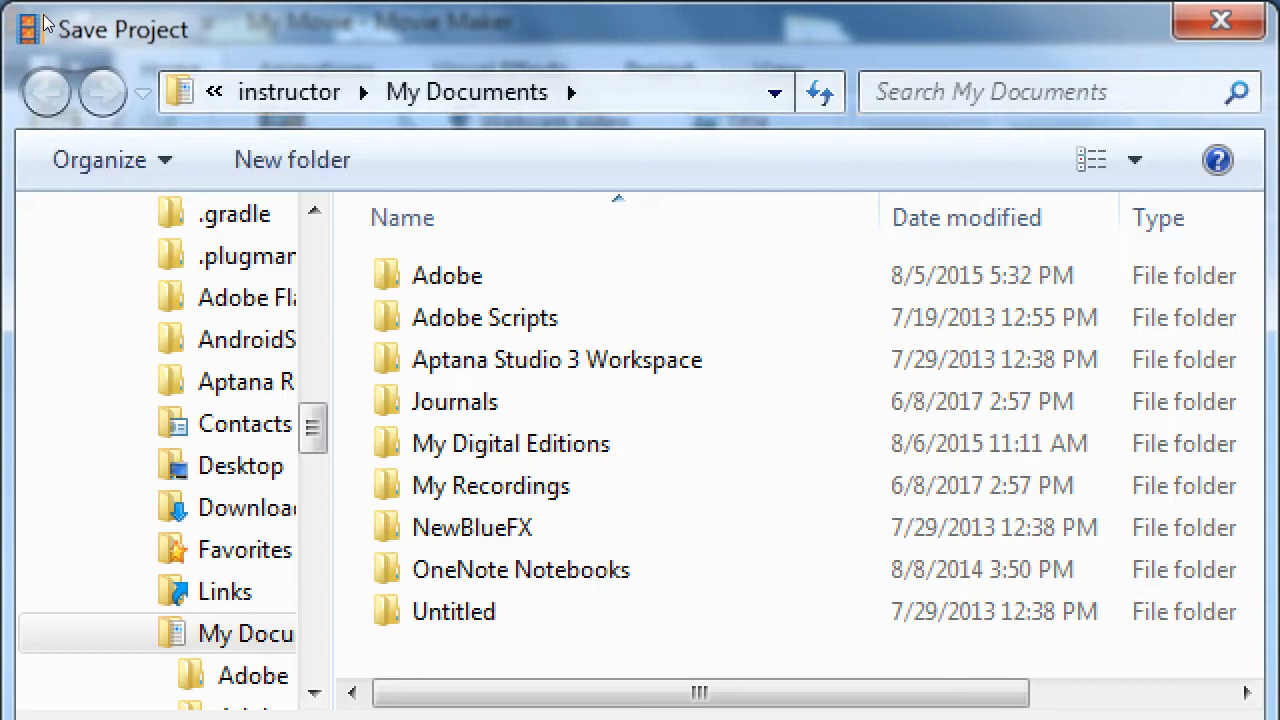 My Movie - Movie Maker
Save Project
« instructor My Documents
Search My Documents
Organize
New folder
.gradle
.plugman
Adobe Fla
AndroidS
Aptana R
Contacts
Desktop
Downloa
Favorites
Links
My Docu
Adobe
Name Date modified Type
Adobe 8/5/2015 5:32 PM File folder
Adobe Scripts 7/19/2013 12:55 PM File folder
Aptana Studio 3 Workspace 7/29/2013 12:38 PM File folder
Journals 6/8/2017 2:57 PM File folder
My Digital Editions 8/6/2015 11:11 AM File folder
My Recordings 6/8/2017 2:57 PM File folder
NewBlueFX 7/29/2013 12:38 PM File folder
OneNote Notebooks 8/8/2014 3:50 PM File folder
Untitled 7/29/2013 12:38 PM File folder